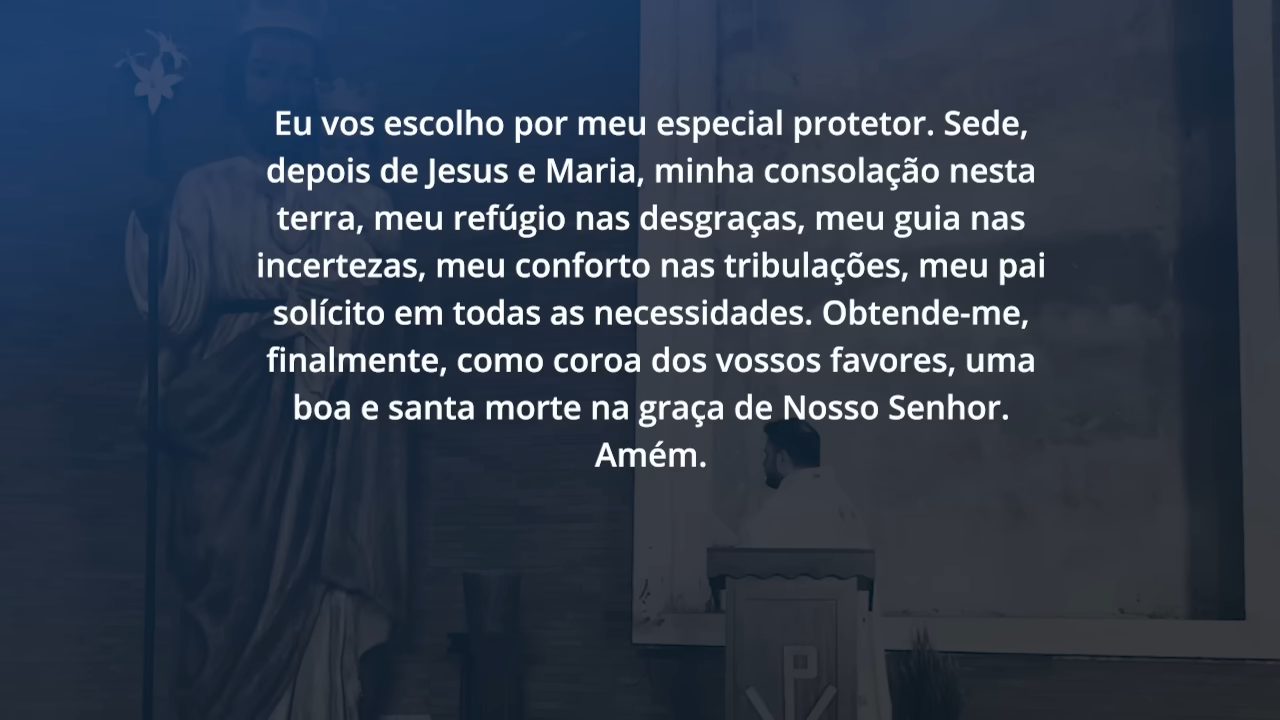 Eu vos escolho por meu especial protetor. Sede,
depois de Jesus e Maria, minha consolação nesta
terra, meu refúgio nas desgraças, meu guia nas
incertezas, meu conforto nas tribulações, meu pai
solícito em todas as necessidades. Obtende-me,
finalmente, como coroa dos vossos favores, uma
boa e santa morte na graça de Nosso Senhor.
Amém.